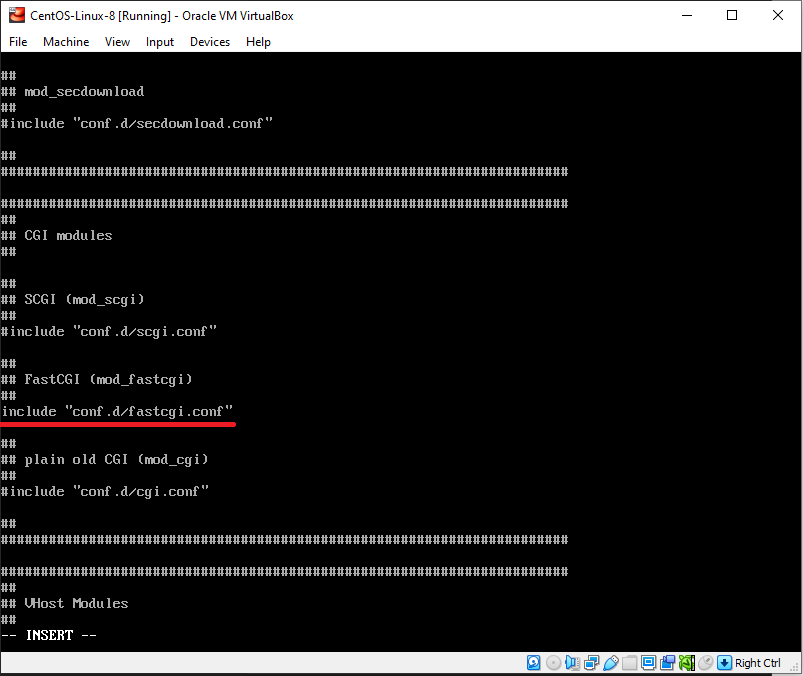 CentOS-Linux-8 [Running] - Oracle VM VirtualBox
File Machine View Input Devices Help
##
## mod_secdownload
##
#include "conf.d/secdownload.conf"
##
#######################################################################
#######################################################################
##
## CGI modules
##
##
## SCGI (mod_scgi)
##
#include "conf.d/scgi.conf"
##
## FastCGI (mod_fastcgi)
##
include "conf.d/fastcgi.conf"
##
## plain old CGI (mod_cgi)
##
#include "conf.d/cgi.conf"
##
#######################################################################
#######################################################################
##
## VHost Modules
##
-- INSERT --
Right Ctrl